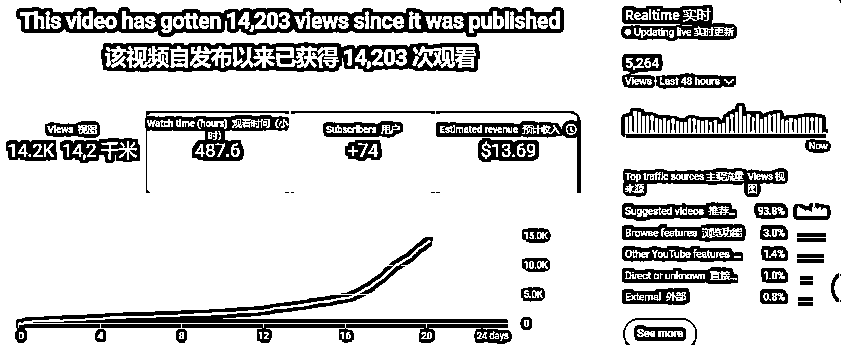 This video has gotten 14,203 views since it was published
该视频自发布以来已获得 14,203 次观看
Views 视图
14.2K 14,2 千米
Watch time (hours) 观看时间（小
时）
487.6
Subscribers 用户
+74
Estimated revenue 预计收入
$13.69
15.0K
10.0K
5.0K
0
0 4 8 12 16 20 24 days
Realtime 实时
Updating live 实时更新
5,264
Views · Last 48 hours
Now
Top traffic sources 主要流量
来源
Views 视
图
Suggested videos 推荐... 93.8%
Browse features 浏览功能 3.0%
Other YouTube features ... 1.4%
Direct or unknown 直接... 1.0%
External 外部 0.8%
See more